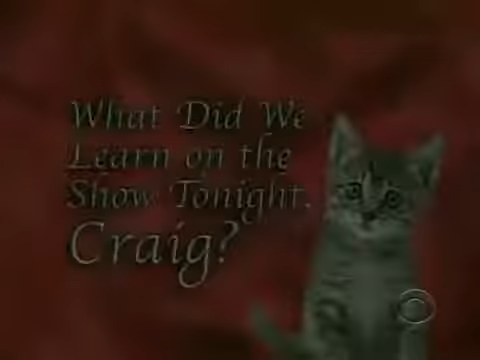 What Did We
Learn on the
Show Tonight,
Craig?